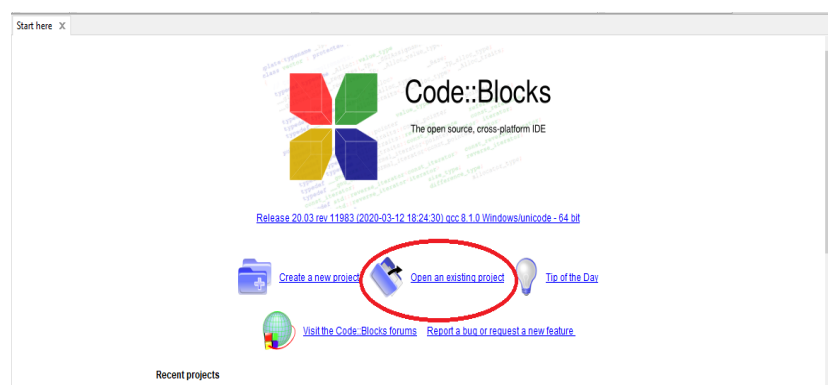 Start here X
Code::Blocks
The open source, cross-platform IDE
Release 20.03 rev 11983 (2020-03-12 18:24:30) gcc 8.1.0 Windows/unicode - 64 bit
Create a new project Open an existing project Tip of the Day
Visit the Code::Blocks forums Report a bug or request a new feature
Recent projects